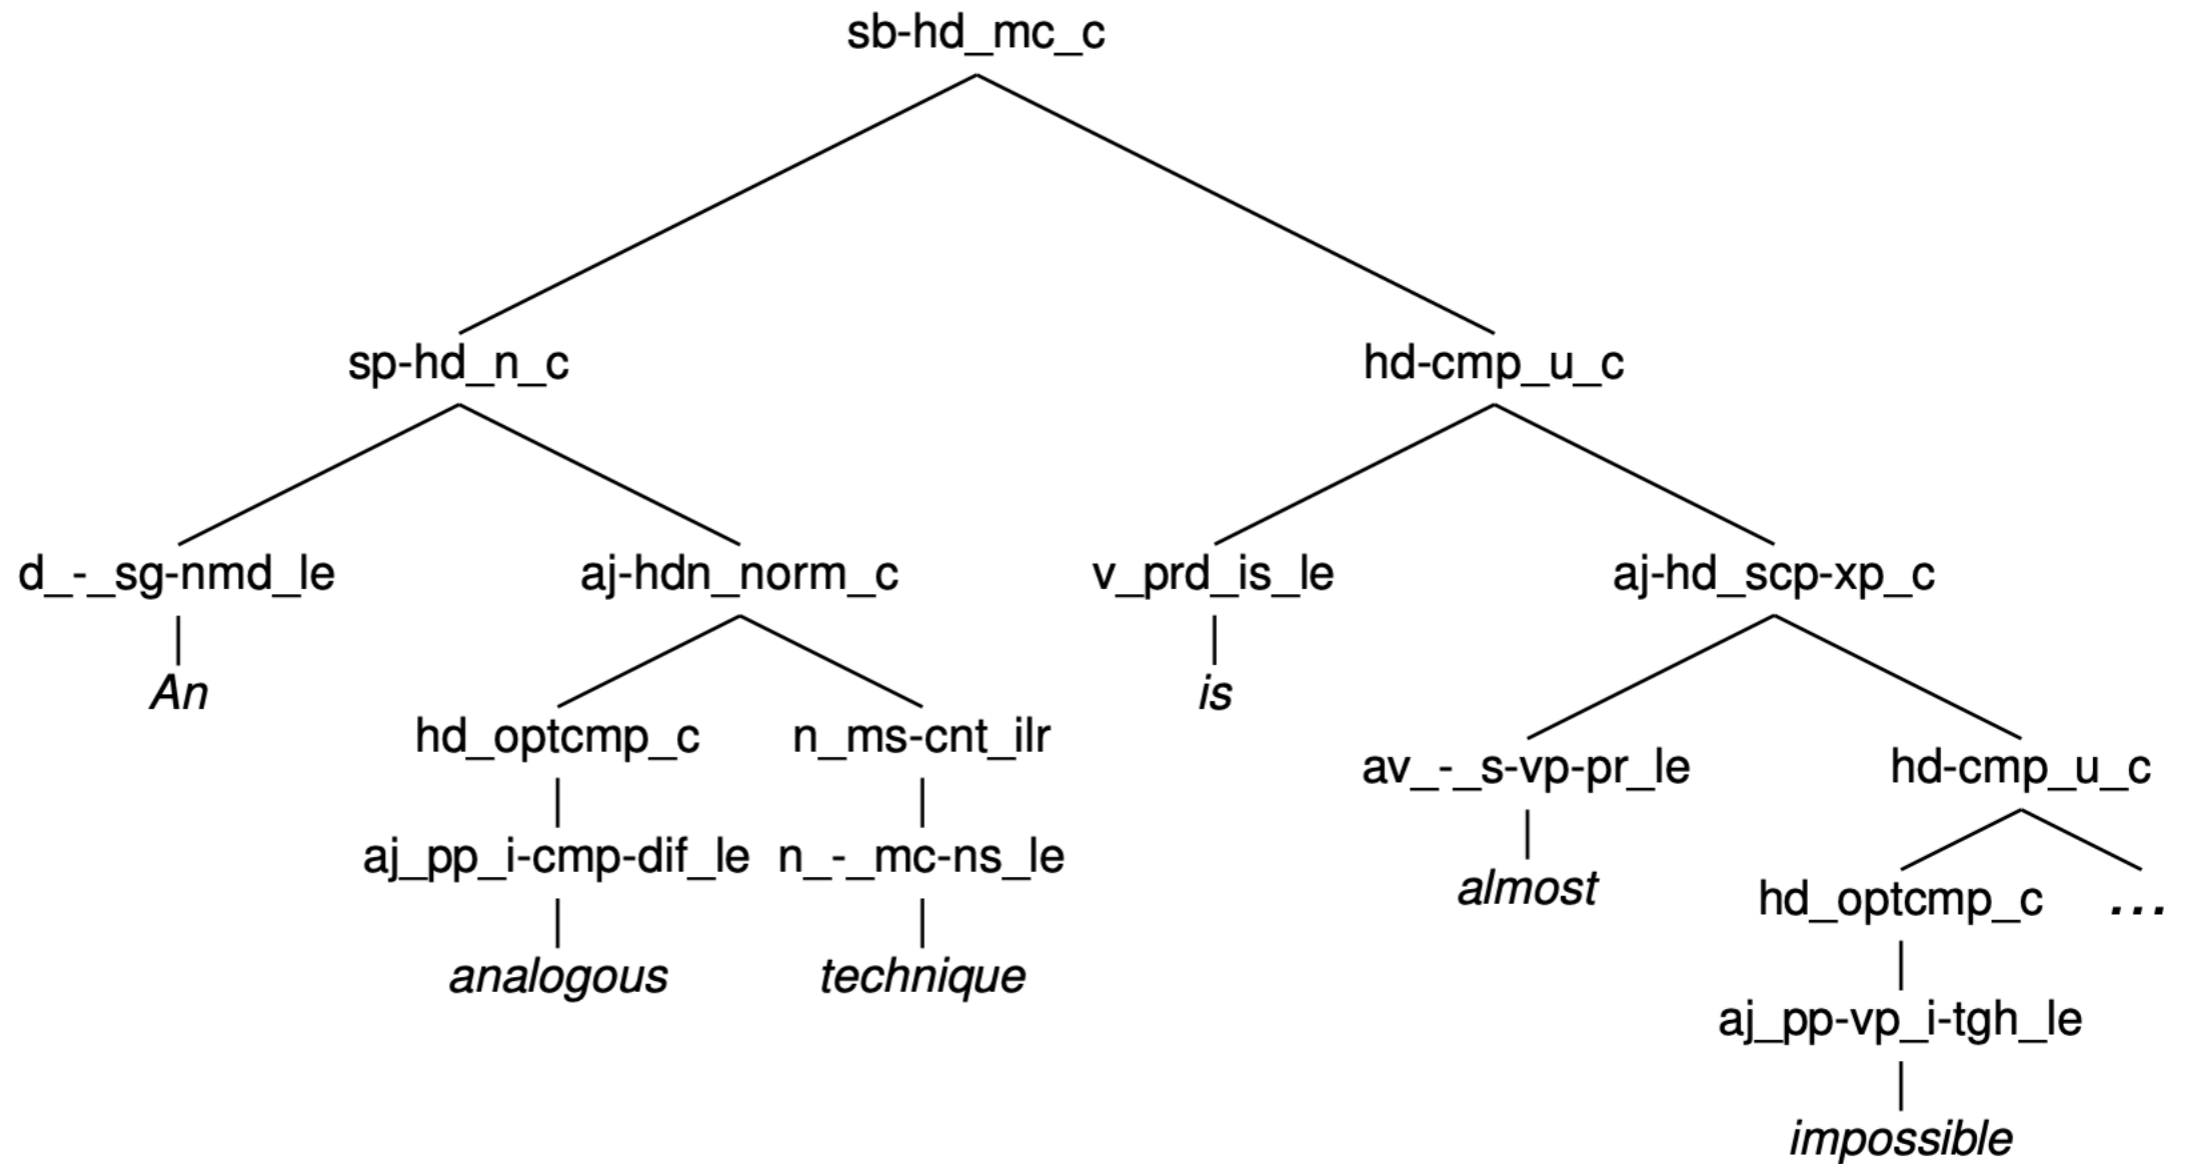 sb-hd_mc_c
sp-hd_n_c hd-cmp_u_c
d_-_sg-nmd_le aj-hdn_norm_c v_prd_is_le aj-hd_scp-xp_c
An is
hd_optcmp_c n_ms-cnt_ilr av_-_s-vp-pr_le hd-cmp_u_c
aj_pp_i-cmp-dif_le n_-_mc-ns_le almost hd_optcmp_c ...
analogous technique
aj_pp-vp_i-tgh_le
impossible